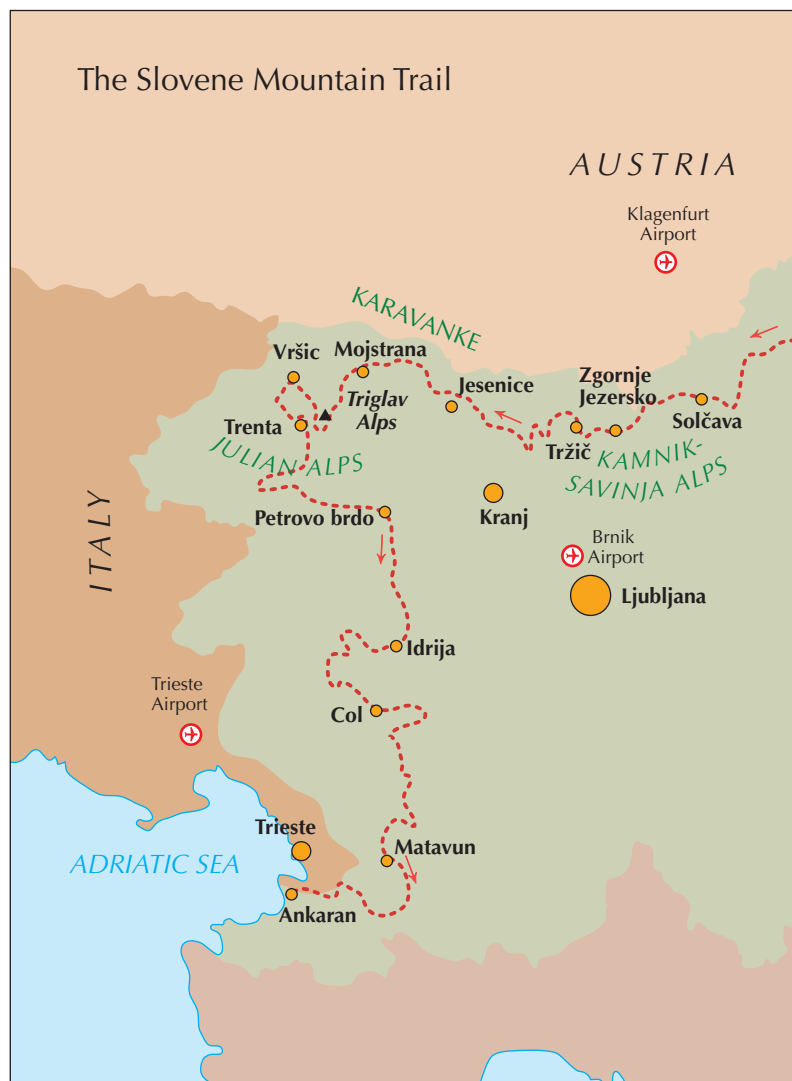 The Slovene Mountain Trail
AUSTRIA
Klagenfurt
Airport
KARAVANKE
Vršic
Mojstrana
Triglav
Alps
Jesenice
Zgornje
Jezersko
Solčava
Trenta
Tržič
JULIAN ALPS
KAMNIK-
SAVINJA ALPS
Petrovo brdo
Kranj
ITALY
Brnik
Airport
Ljubljana
Idrija
Trieste
Airport
Col
Trieste
Matavun
ADRIATIC SEA
Ankaran